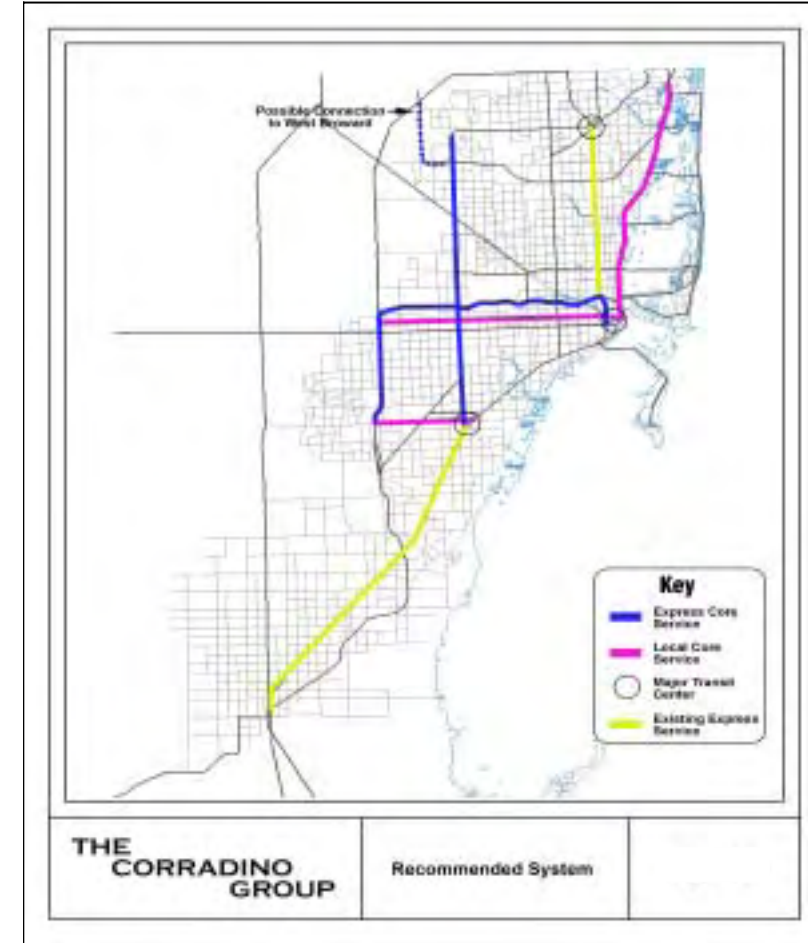 Possible Connection
to West Broward
Key
Express Core
Service
Local Core
Service
Major Transit
Center
Existing Express
Service
THE
CORRADINO
GROUP
Recommended System